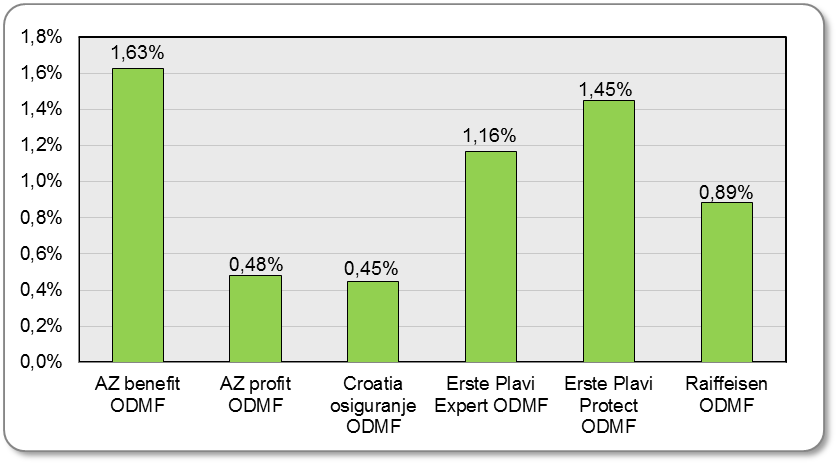 1,8%
1,6%
1,4%
1,2%
1,0%
0,8%
0,6%
0,4%
0,2%
0,0%
1,63%
0,48%
0,45%
1,16%
1,45%
0,89%
AZ benefit
ODMF
AZ profit
ODMF
Croatia
osiguranje
ODMF
Erste Plavi
Expert ODMF
Erste Plavi
Protect
ODMF
Raiffeisen
ODMF